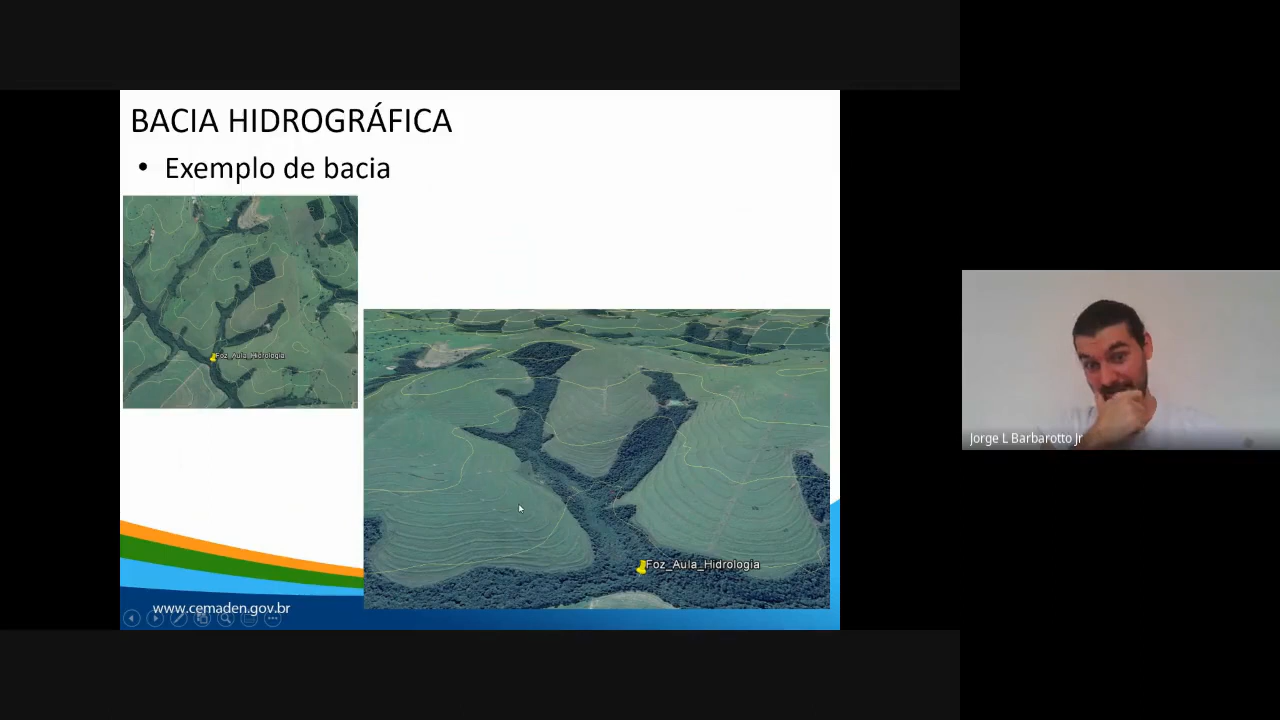 BACIA HIDROGRÁFICA
• Exemplo de bacia
Foz_Aula_Hidrologia
Foz_Aula_Hidrologia
www.cemaden.gov.br
Jorge L Barbarotto Jr